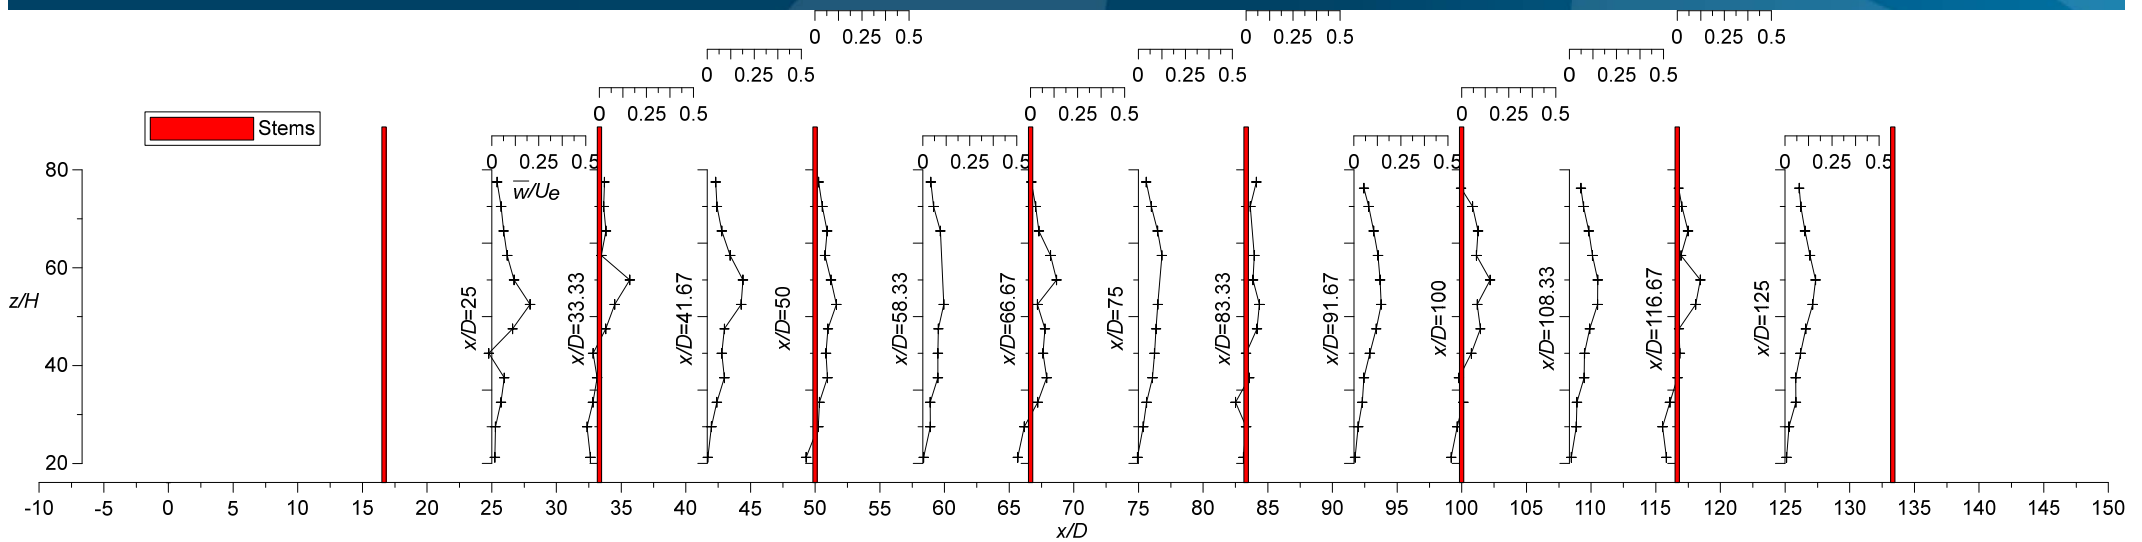 0 0.25 0.5 0 0.25 0.5 0 0.25 0.5
0 0.25 0.5 0 0.25 0.5 0 0.25 0.5
0 0.25 0.5 0 0.25 0.5 0 0.25 0.5
Stems
0 0.25 0.5 0 0.25 0.5 0 0.25 0.5 0 0.25 0.5
w̅/Ue
80
60
40
20
z/H
x/D=25
x/D=33.33
x/D=41.67
x/D=50
x/D=58.33
x/D=66.67
x/D=75
x/D=83.33
x/D=91.67
x/D=100
x/D=108.33
x/D=116.67
x/D=125
-10 -5 0 5 10 15 20 25 30 35 40 45 50 55 60 65 70 75 80 85 90 95 100 105 110 115 120 125 130 135 140 145 150
x/D